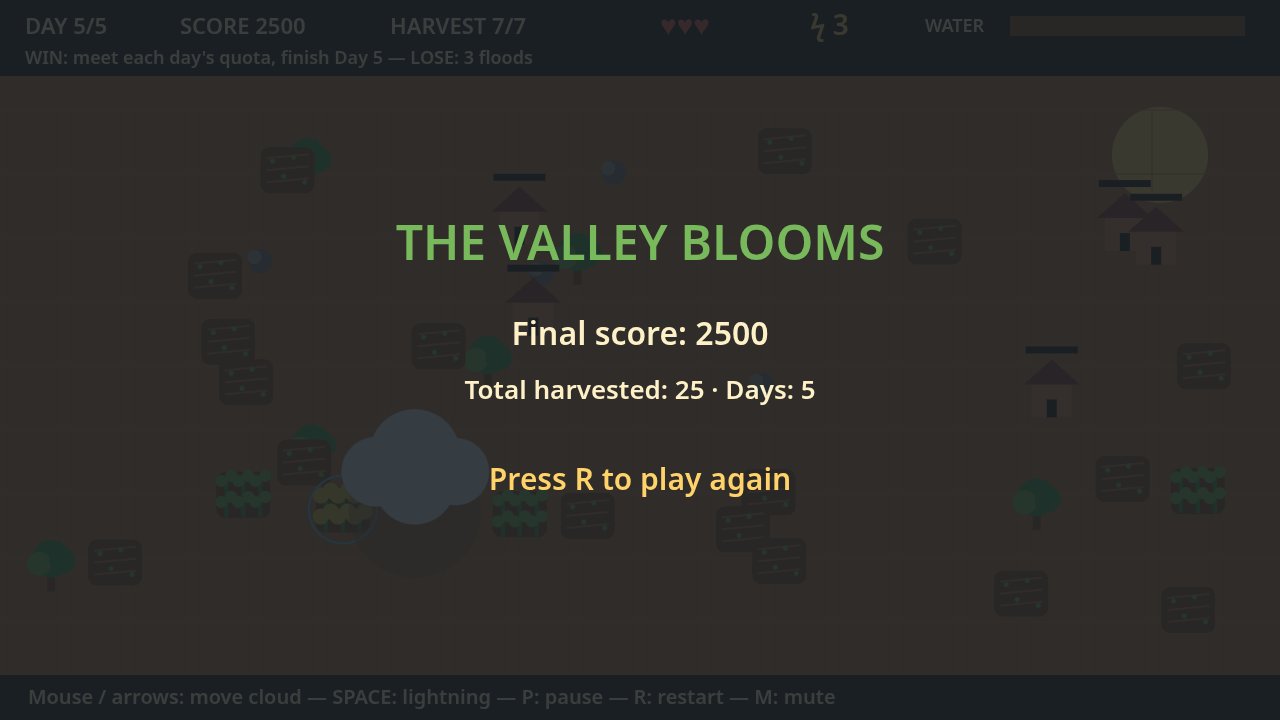 DAY 5/5 SCORE 2500 HARVEST 7/7 ♥♥♥ 3 WATER
WIN: meet each day's quota, finish Day 5 — LOSE: 3 floods
THE VALLEY BLOOMS
Final score: 2500
Total harvested: 25 · Days: 5
Press R to play again
Mouse / arrows: move cloud — SPACE: lightning — P: pause — R: restart — M: mute